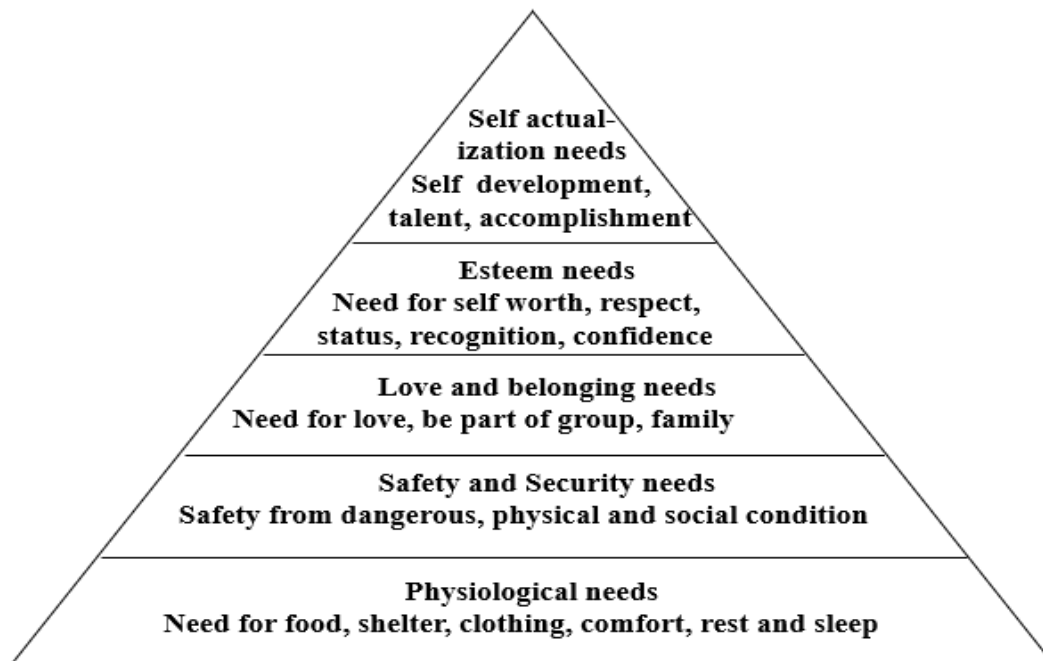 Self actual-
ization needs
Self development,
talent, accomplishment
Esteem needs
Need for self worth, respect,
status, recognition, confidence
Love and belonging needs
Need for love, be part of group, family
Safety and Security needs
Safety from dangerous, physical and social condition
Physiological needs
Need for food, shelter, clothing, comfort, rest and sleep